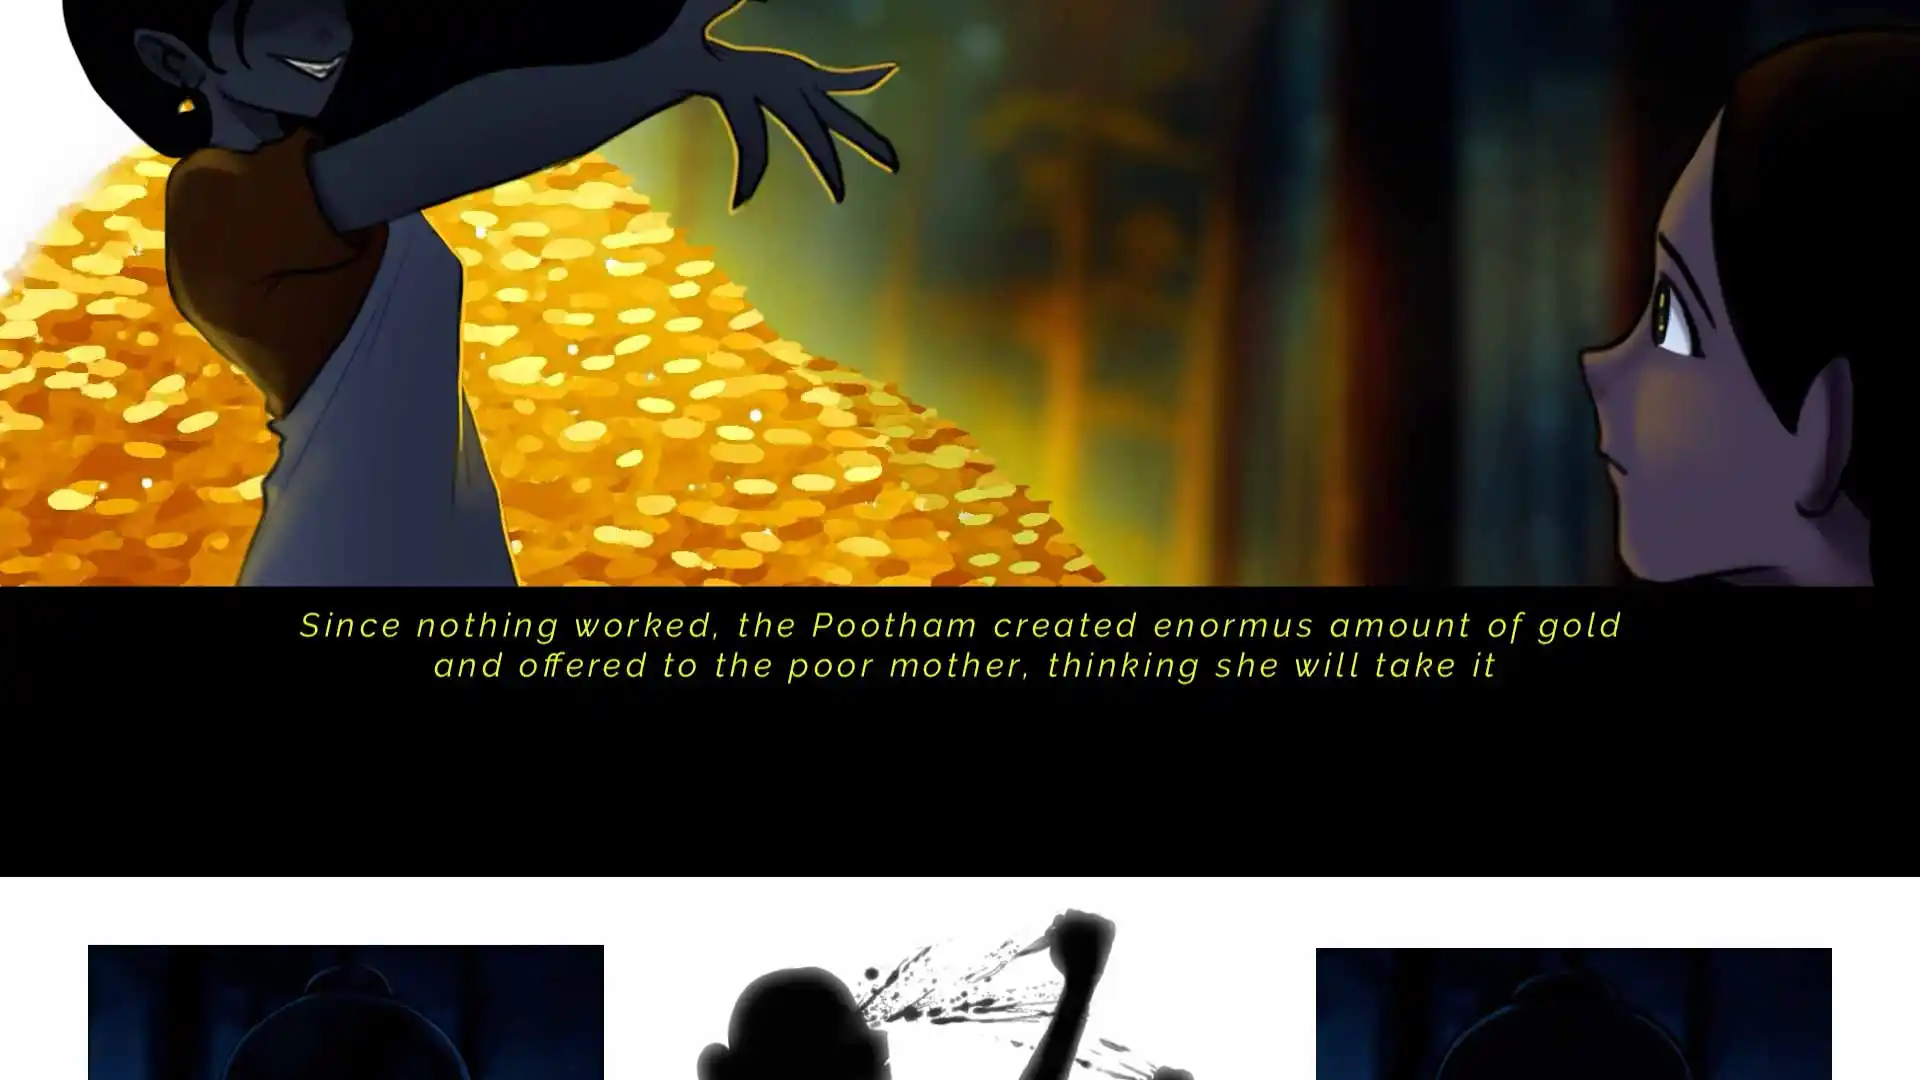 Since nothing worked, the Pootham created enormus amount of gold
and offered to the poor mother, thinking she will take it